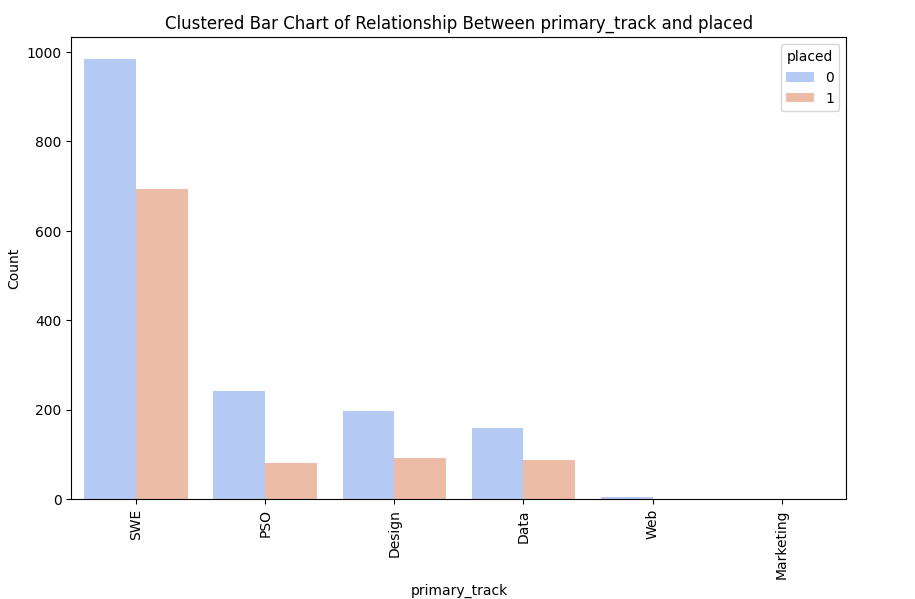 Clustered Bar Chart of Relationship Between primary_track and placed
placed
0
1
1000
800
600
400
200
0
Count
SWE
PSO
Design
Data
Web
Marketing
primary_track